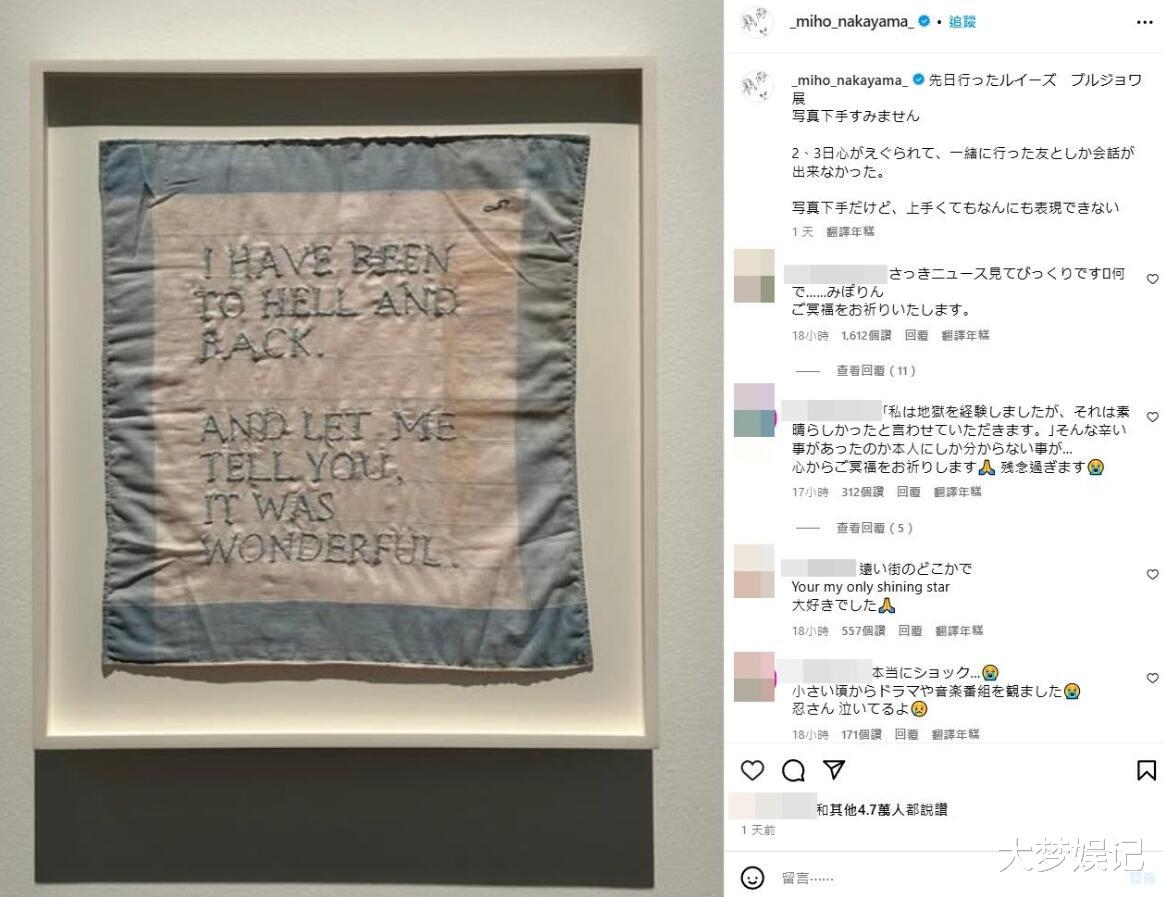 I HAVE BEEN
TO HELL AND
BACK.
AND LET ME
TELL YOU,
IT WAS
WONDERFUL.
_miho_nakayama_ • 追蹤
_miho_nakayama_ 先日行ったルイーズ ブルジョワ
展
写真下手すみません
2、3日心がえぐられて、一緒に行った友としか会話が
出来なかった。
写真下手だけど、上手くてもなんにも表現できない
1 天 翻譯年糕
さっきニュース見てびっくりです何
で......みぽりん
ご冥福をお祈りいたします。
18小時 1,612個讚 回覆 翻譯年糕
查看回覆（11）
「私は地獄を経験しましたが、それは素
晴らしかったと言わせていただきます。」そんな辛い
事があったのか本人にしか分からない事が...
心からご冥福をお祈りします🙏 残念過ぎます😭
17小時 312個讚 回覆 翻譯年糕
查看回覆（5）
遠い街のどこかで
Your my only shining star
大好きでした🙏
18小時 557個讚 回覆 翻譯年糕
本当にショック...😭
小さい頃からドラマや音楽番組を観ました😭
忍さん 泣いてるよ😢
18小時 171個讚 回覆 翻譯年糕
和其他4.7萬人都說讚
1 天前
留言......
發佈
大梦娱记